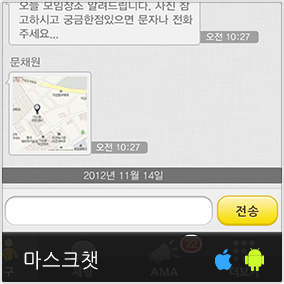 오늘 모임장소 알려드립니다. 사진 참
고하시고 궁금한점있으면 문자나 전화
주세요...
오전 10:27
문채원
오전 10:27
2012년 11월 14일
전송
22
마스크챗
AMA